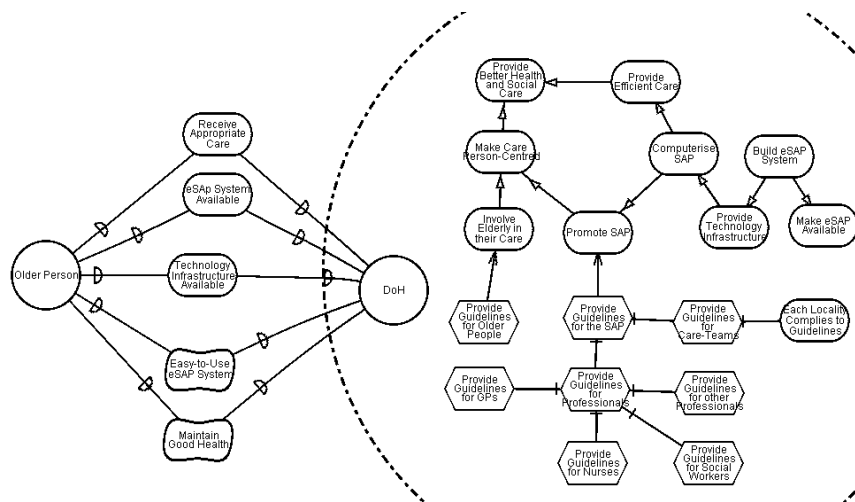 Receive
Appropriate
Care
eSAp System
Available
Older Person
Technology
Infrastructure
Available
DoH
Easy-to-Use
eSAP System
Maintain
Good Health
Provide
Better Health
and Social
Care
Provide
Efficient Care
Make Care
Person-Centred
Computerise
SAP
Build eSAP
System
Involve
Elderly in
their Care
Promote SAP
Provide
Technology
Infrastructure
Make eSAP
Available
Provide
Guidelines
for Older
People
Provide
Guidelines
for the SAP
Provide
Guidelines
for
Care-Teams
Each Locality
Complies to
Guidelines
Provide
Guidelines
for GPs
Provide
Guidelines
for
Professionals
Provide
Guidelines
for other
Professionals
Provide
Guidelines
for Nurses
Provide
Guidelines
for Social
Workers